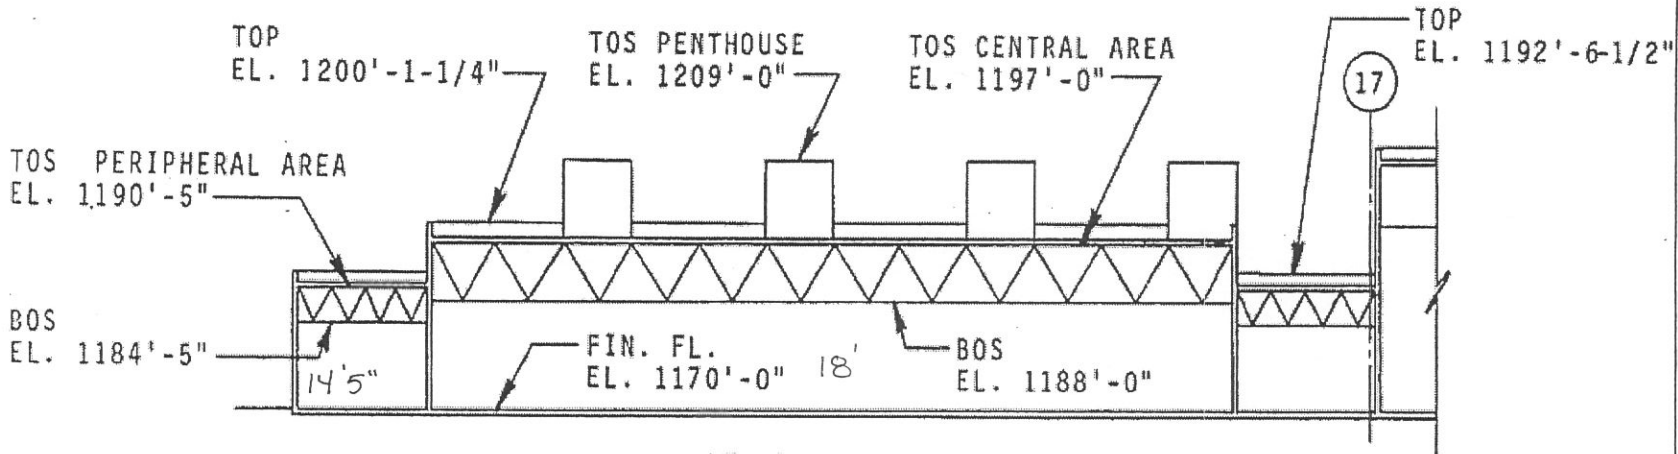 TOP
EL. 1200'-1-1/4"
TOS PENTHOUSE
EL. 1209'-0"
TOS CENTRAL AREA
EL. 1197'-0"
TOP
EL. 1192'-6-1/2"
17
TOS PERIPHERAL AREA
EL. 1190'-5"
BOS
EL. 1184'-5"
14'5"
FIN. FL.
EL. 1170'-0"
18'
BOS
EL. 1188'-0"